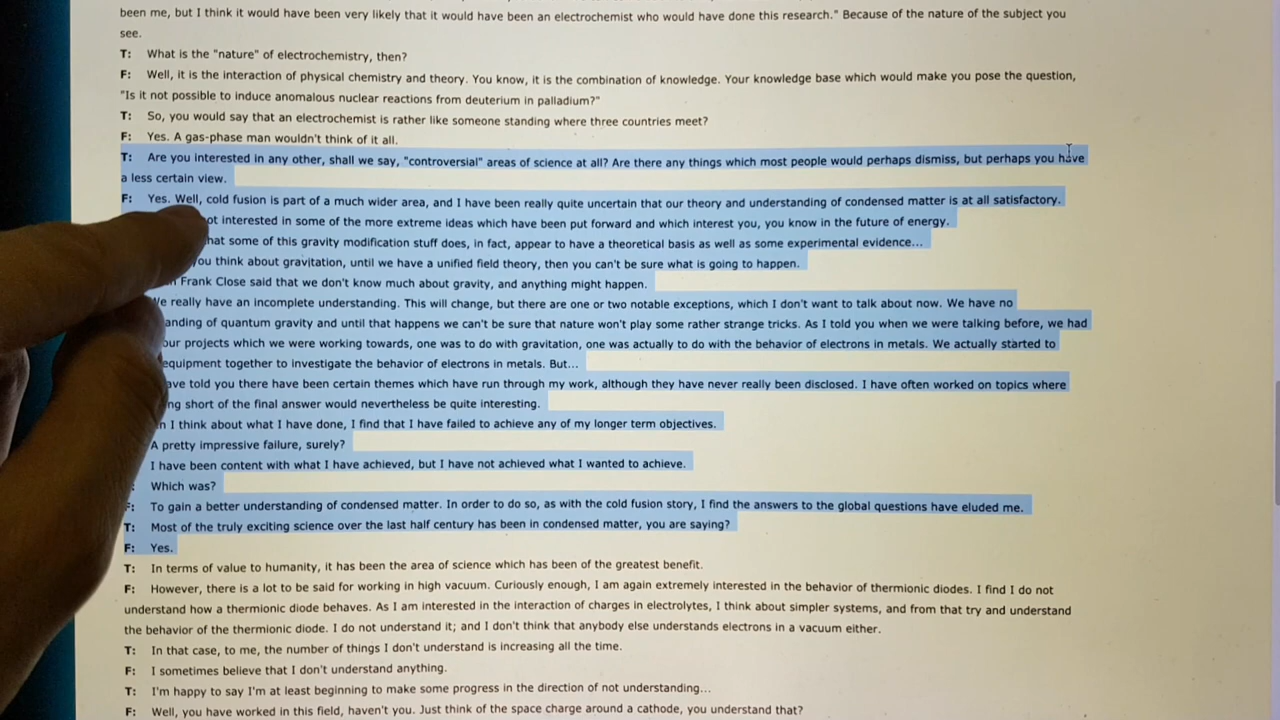 been me, but I think it would have been very likely that it would have been an electrochemist who would have done this research." Because of the nature of the subject you
see.
T: What is the "nature" of electrochemistry, then?
F: Well, it is the interaction of physical chemistry and theory. You know, it is the combination of knowledge. Your knowledge base which would make you pose the question,
"Is it not possible to induce anomalous nuclear reactions from deuterium in palladium?"
T: So, you would say that an electrochemist is rather like someone standing where three countries meet?
F: Yes. A gas-phase man wouldn't think of it all.
T: Are you interested in any other, shall we say, "controversial" areas of science at all? Are there any things which most people would perhaps dismiss, but perhaps you have
a less certain view.
F: Yes. Well, cold fusion is part of a much wider area, and I have been really quite uncertain that our theory and understanding of condensed matter is at all satisfactory.
interested in some of the more extreme ideas which have been put forward and which interest you, you know in the future of energy.
some of this gravity modification stuff does, in fact, appear to have a theoretical basis as well as some experimental evidence...
you think about gravitation, until we have a unified field theory, then you can't be sure what is going to happen.
Frank Close said that we don't know much about gravity, and anything might happen.
We really have an incomplete understanding. This will change, but there are one or two notable exceptions, which I don't want to talk about now. We have no
of quantum gravity and until that happens we can't be sure that nature won't play some rather strange tricks. As I told you when we were talking before, we had
projects which we were working towards, one was to do with gravitation, one was actually to do with the behavior of electrons in metals. We actually started to
equipment together to investigate the behavior of electrons in metals. But...
told you there have been certain themes which have run through my work, although they have never really been disclosed. I have often worked on topics where
short of the final answer would nevertheless be quite interesting.
I think about what I have done, I find that I have failed to achieve any of my longer term objectives.
A pretty impressive failure, surely?
I have been content with what I have achieved, but I have not achieved what I wanted to achieve.
Which was?
F: To gain a better understanding of condensed matter. In order to do so, as with the cold fusion story, I find the answers to the global questions have eluded me.
T: Most of the truly exciting science over the last half century has been in condensed matter, you are saying?
F: Yes.
T: In terms of value to humanity, it has been the area of science which has been of the greatest benefit.
F: However, there is a lot to be said for working in high vacuum. Curiously enough, I am again extremely interested in the behavior of thermionic diodes. I find I do not
understand how a thermionic diode behaves. As I am interested in the interaction of charges in electrolytes, I think about simpler systems, and from that try and understand
the behavior of the thermionic diode. I do not understand it; and I don't think that anybody else understands electrons in a vacuum either.
T: In that case, to me, the number of things I don't understand is increasing all the time.
F: I sometimes believe that I don't understand anything.
T: I'm happy to say I'm at least beginning to make some progress in the direction of not understanding...
F: Well, you have worked in this field, haven't you. Just think of the space charge around a cathode, you understand that?